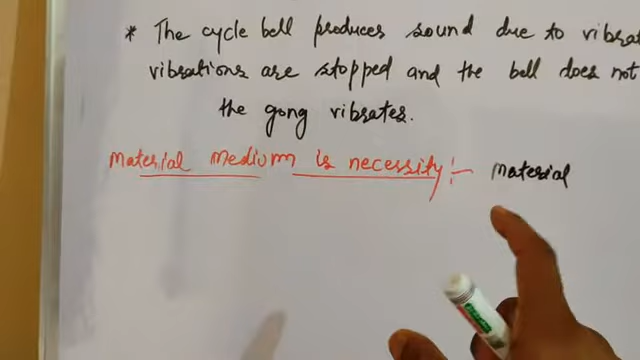 * The cycle bell produces sound due to vibrat
vibrations are stopped and the bell does not
the gong vibrates.
Material medium is necessity :- Material